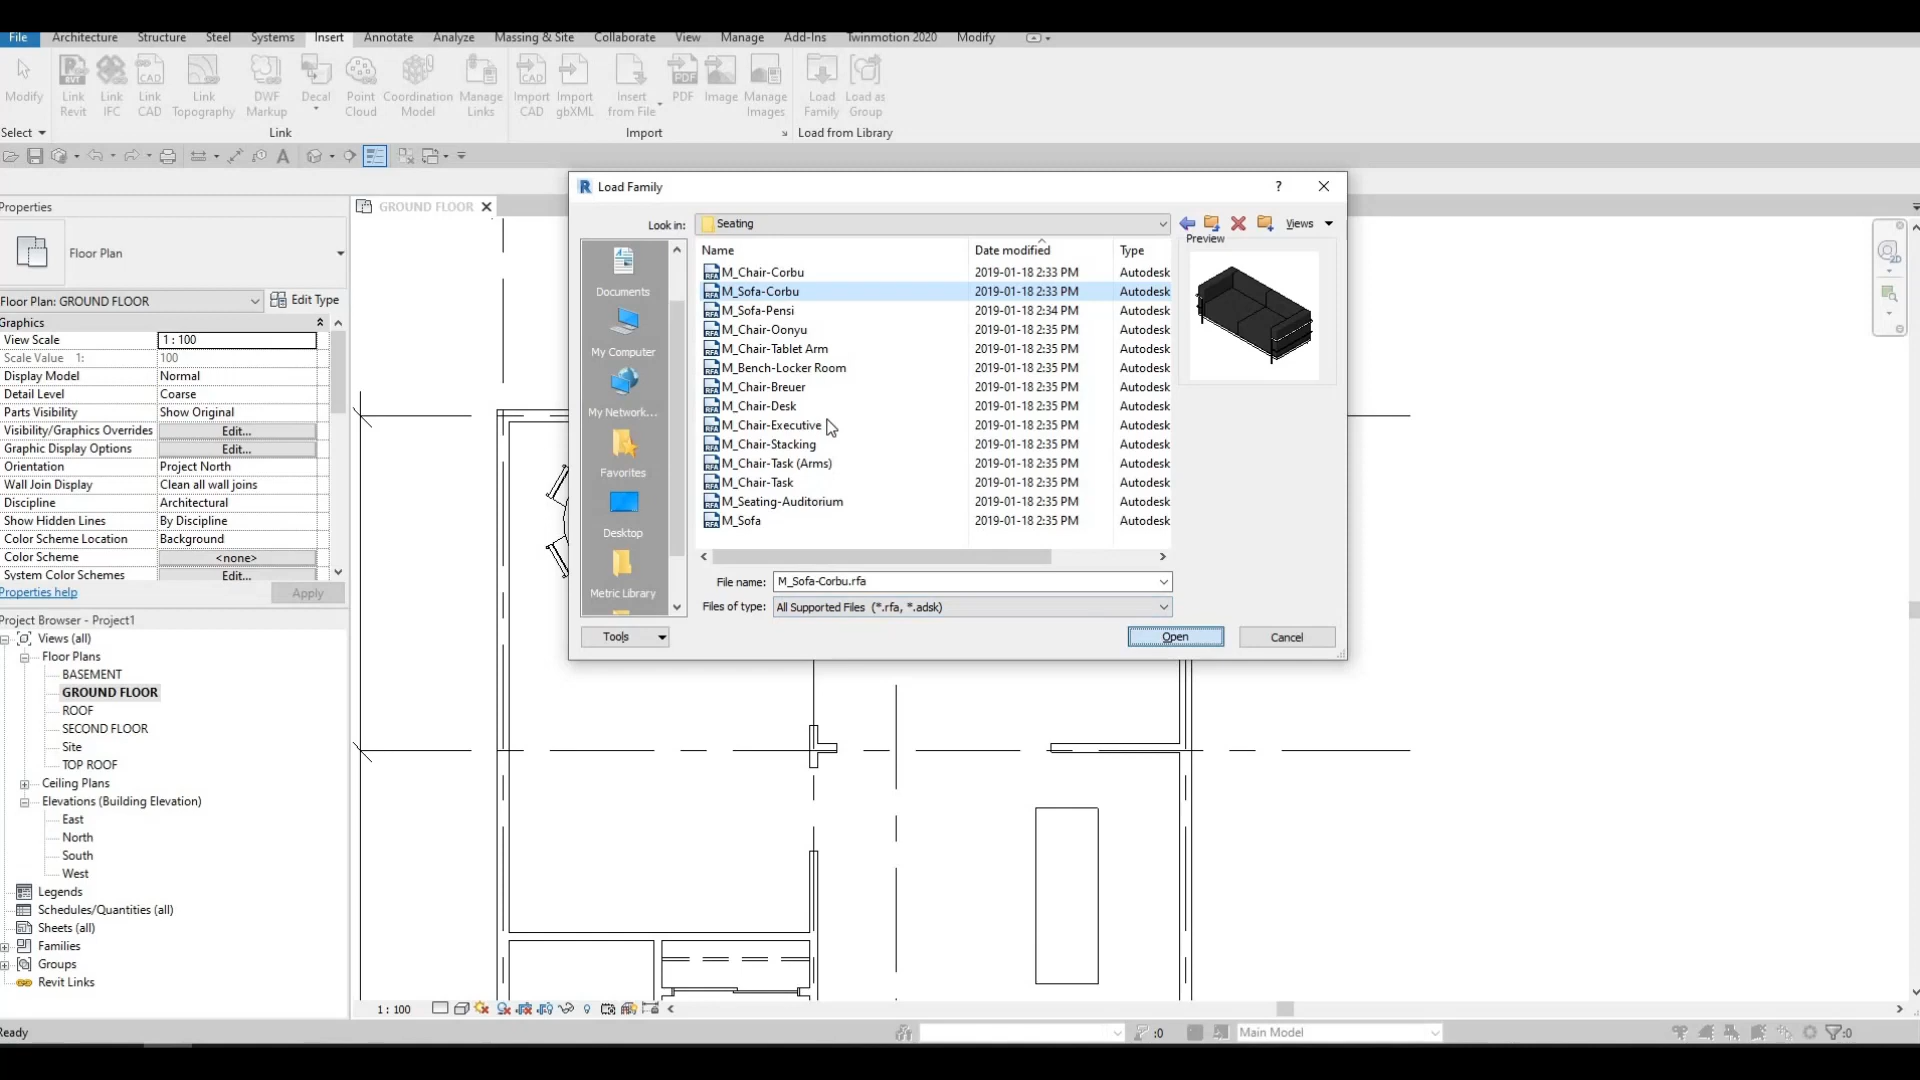 File Architecture Structure Steel Systems Insert Annotate Analyze Massing & Site Collaborate View Manage Add-Ins Twinmotion 2020 Modify
Modify Link Revit Link IFC Link CAD Link Topography DWF Markup Decal Point Cloud Coordination Model Manage Links Import CAD Import gbXML Insert from File PDF Image Manage Images Load Family Load as Group
Select Link Import Load from Library
Properties
GROUND FLOOR
Floor Plan
Floor Plan: GROUND FLOOR Edit Type
Graphics
View Scale 1 : 100
Scale Value 1: 100
Display Model Normal
Detail Level Coarse
Parts Visibility Show Original
Visibility/Graphics Overrides Edit...
Graphic Display Options Edit...
Orientation Project North
Wall Join Display Clean all wall joins
Discipline Architectural
Show Hidden Lines By Discipline
Color Scheme Location Background
Color Scheme <none>
System Color Schemes Edit...
Properties help Apply
Project Browser - Project1
Views (all)
Floor Plans
BASEMENT
GROUND FLOOR
ROOF
SECOND FLOOR
Site
TOP ROOF
Ceiling Plans
Elevations (Building Elevation)
East
North
South
West
Legends
Schedules/Quantities (all)
Sheets (all)
Families
Groups
Revit Links
R Load Family ?
Look in: Seating Views
Preview
Documents
My Computer
My Network...
Favorites
Desktop
Metric Library
Name Date modified Type
M_Chair-Corbu 2019-01-18 2:33 PM Autodesk
M_Sofa-Corbu 2019-01-18 2:33 PM Autodesk
M_Sofa-Pensi 2019-01-18 2:34 PM Autodesk
M_Chair-Oonyu 2019-01-18 2:35 PM Autodesk
M_Chair-Tablet Arm 2019-01-18 2:35 PM Autodesk
M_Bench-Locker Room 2019-01-18 2:35 PM Autodesk
M_Chair-Breuer 2019-01-18 2:35 PM Autodesk
M_Chair-Desk 2019-01-18 2:35 PM Autodesk
M_Chair-Executive 2019-01-18 2:35 PM Autodesk
M_Chair-Stacking 2019-01-18 2:35 PM Autodesk
M_Chair-Task (Arms) 2019-01-18 2:35 PM Autodesk
M_Chair-Task 2019-01-18 2:35 PM Autodesk
M_Seating-Auditorium 2019-01-18 2:35 PM Autodesk
M_Sofa 2019-01-18 2:35 PM Autodesk
File name: M_Sofa-Corbu.rfa
Files of type: All Supported Files (*.rfa, *.adsk)
Tools Open Cancel
1 : 100
Ready :0 Main Model :0